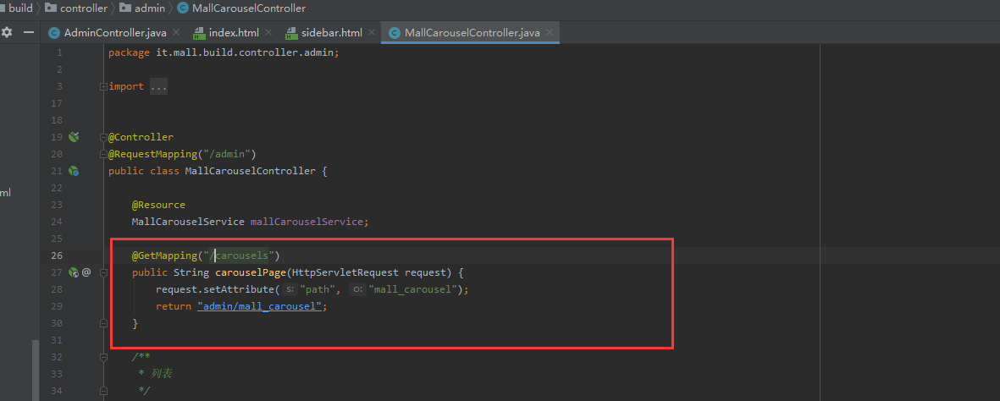 build controller admin MallCarouselController
AdminController.java index.html sidebar.html MallCarouselController.java
1 package it.mall.build.controller.admin;
2
3 import ...
17
18
19 @Controller
20 @RequestMapping("/admin")
21 public class MallCarouselController {
22
ml
23 @Resource
24 MallCarouselService mallCarouselService;
25
26 @GetMapping("/carousels")
27 @ public String carouselPage(HttpServletRequest request) {
28 request.setAttribute( s: "path", o: "mall_carousel");
29 return "admin/mall_carousel";
30 }
31
32 /**
33 * 列表
34 */